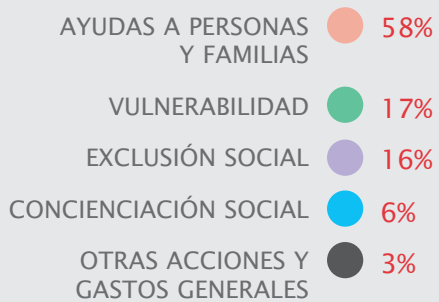 AYUDAS A PERSONAS
Y FAMILIAS
58%
VULNERABILIDAD 17%
EXCLUSIÓN SOCIAL 16%
CONCIENCIACIÓN SOCIAL 6%
OTRAS ACCIONES Y
GASTOS GENERALES
3%